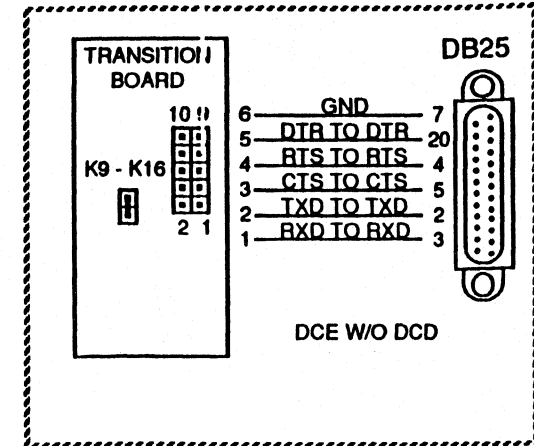 TRANSITION
BOARD
DB25
10 9
K9 - K16
2 1
6 GND 7
5 DTR TO DTR 20
4 RTS TO RTS 4
3 CTS TO CTS 5
2 TXD TO TXD 2
1 RXD TO RXD 3
DCE W/O DCD